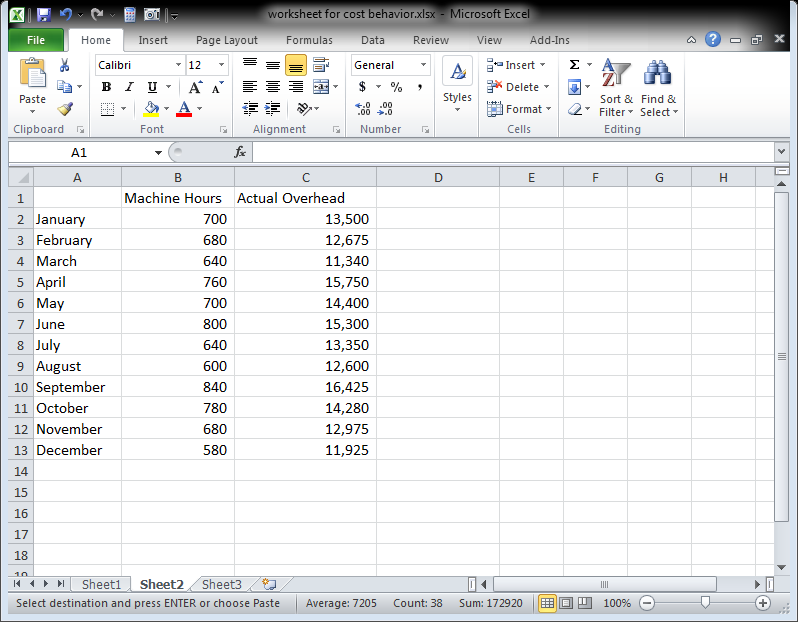 worksheet for cost behavior.xlsx - Microsoft Excel
File Home Insert Page Layout Formulas Data Review View Add-Ins
Calibri 12 General Insert Σ
Paste B I U A A $ % , Styles Delete Sort & Find &
A .00 .0 Format Filter Select
Clipboard Font Alignment Number Cells Editing
A1 fx
A B C D E F G H
1 Machine Hours Actual Overhead
2 January 700 13,500
3 February 680 12,675
4 March 640 11,340
5 April 760 15,750
6 May 700 14,400
7 June 800 15,300
8 July 640 13,350
9 August 600 12,600
10 September 840 16,425
11 October 780 14,280
12 November 680 12,975
13 December 580 11,925
14
15
16
17
18
19
Sheet1 Sheet2 Sheet3
Select destination and press ENTER or choose Paste Average: 7205 Count: 38 Sum: 172920 100%